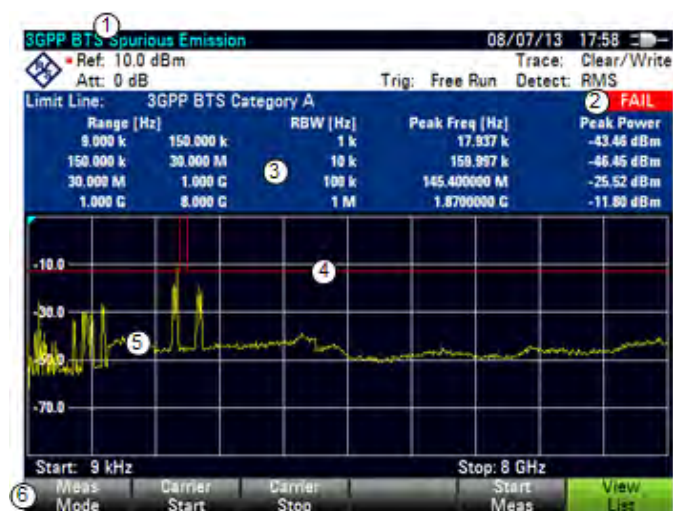 1
3GPP BTS Spurious Emission 08/07/13 17:58
Ref: 10.0 dBm Trace: Clear/Write
Att: 0 dB Trig: Free Run Detect: RMS
Limit Line: 3GPP BTS Category A 2 FAIL
Range [Hz] RBW [Hz] Peak Freq [Hz] Peak Power
9.000 k 150.000 k 1 k 17.937 k -43.46 dBm
150.000 k 30.000 M 10 k 159.997 k -46.45 dBm
30.000 M 1.000 G 3 100 k 145.400000 M -25.52 dBm
1.000 G 8.000 G 1 M 1.8700000 G -11.80 dBm
-10.0
4
-30.0
5
-50.0
-70.0
Start: 9 kHz Stop: 8 GHz
6
Meas Carrier Carrier Start View
Mode Start Stop Meas List